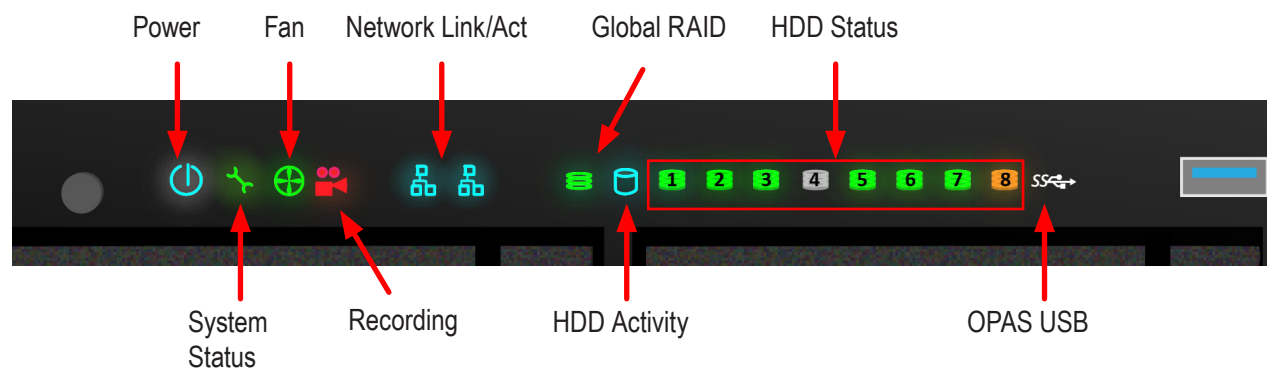 Power Fan Network Link/Act Global RAID HDD Status
1 2 3 4 5 6 7 8 SS
System
Status
Recording HDD Activity OPAS USB